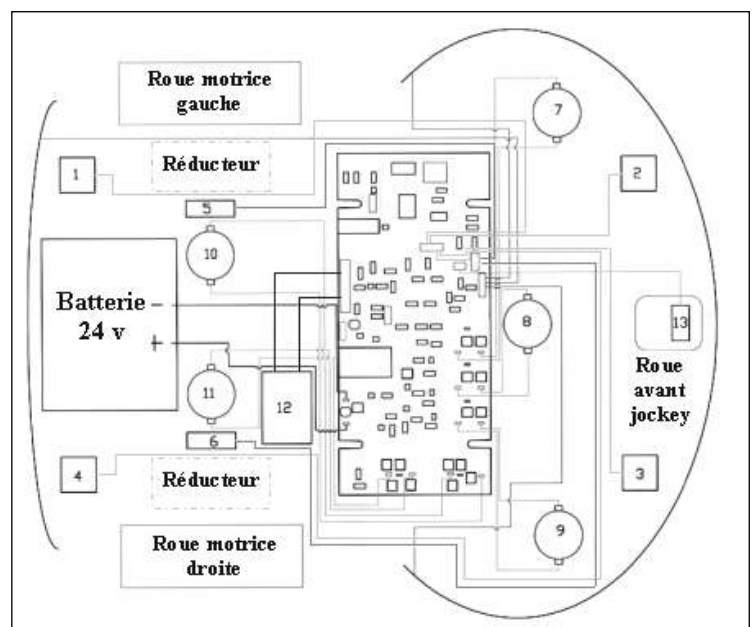 Roue motrice
gauche
7
Réducteur
1
2
5
10
Batterie
24 v
−
+
8
13
Roue
avant
jockey
11
12
6
4
3
Réducteur
9
Roue motrice
droite